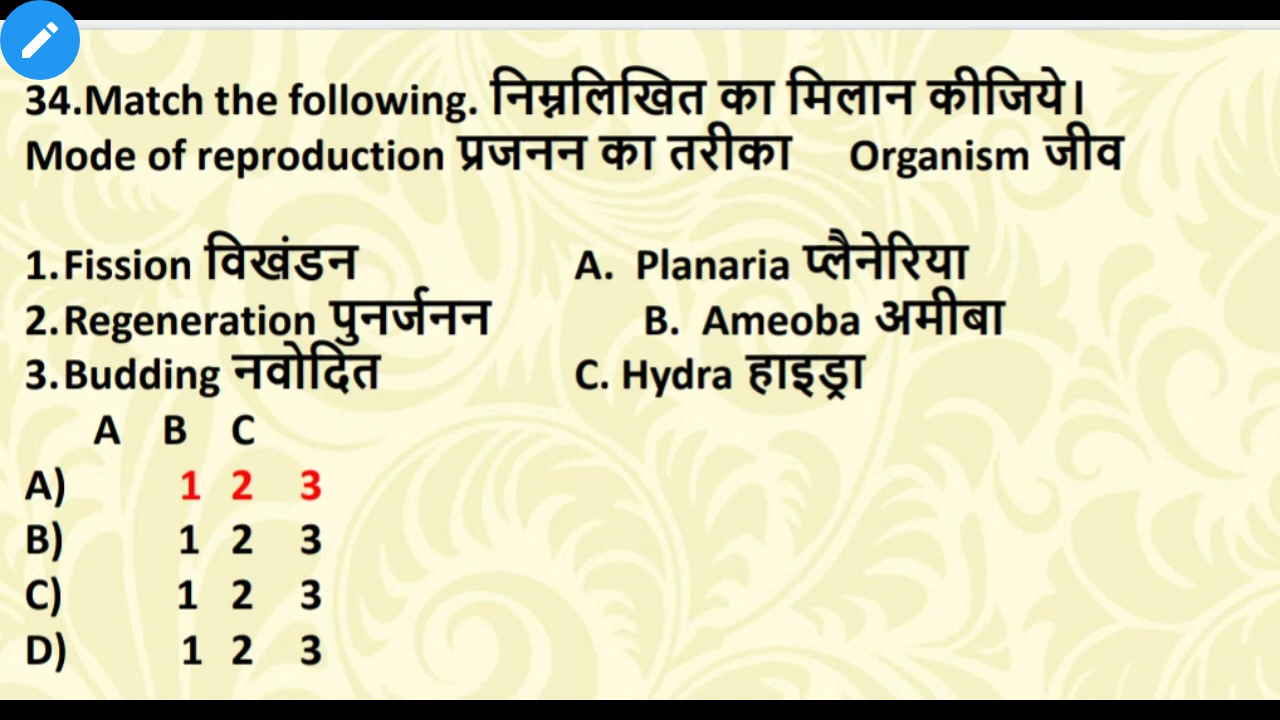 34.Match the following. निम्नलिखित का मिलान कीजिये।
Mode of reproduction प्रजनन का तरीका Organism जीव
1.Fission विखंडन A. Planaria प्लैनेरिया
2.Regeneration पुनर्जनन B. Ameoba अमीबा
3.Budding नवोदित C. Hydra हाइड्रा
A B C
A) 1 2 3
B) 1 2 3
C) 1 2 3
D) 1 2 3